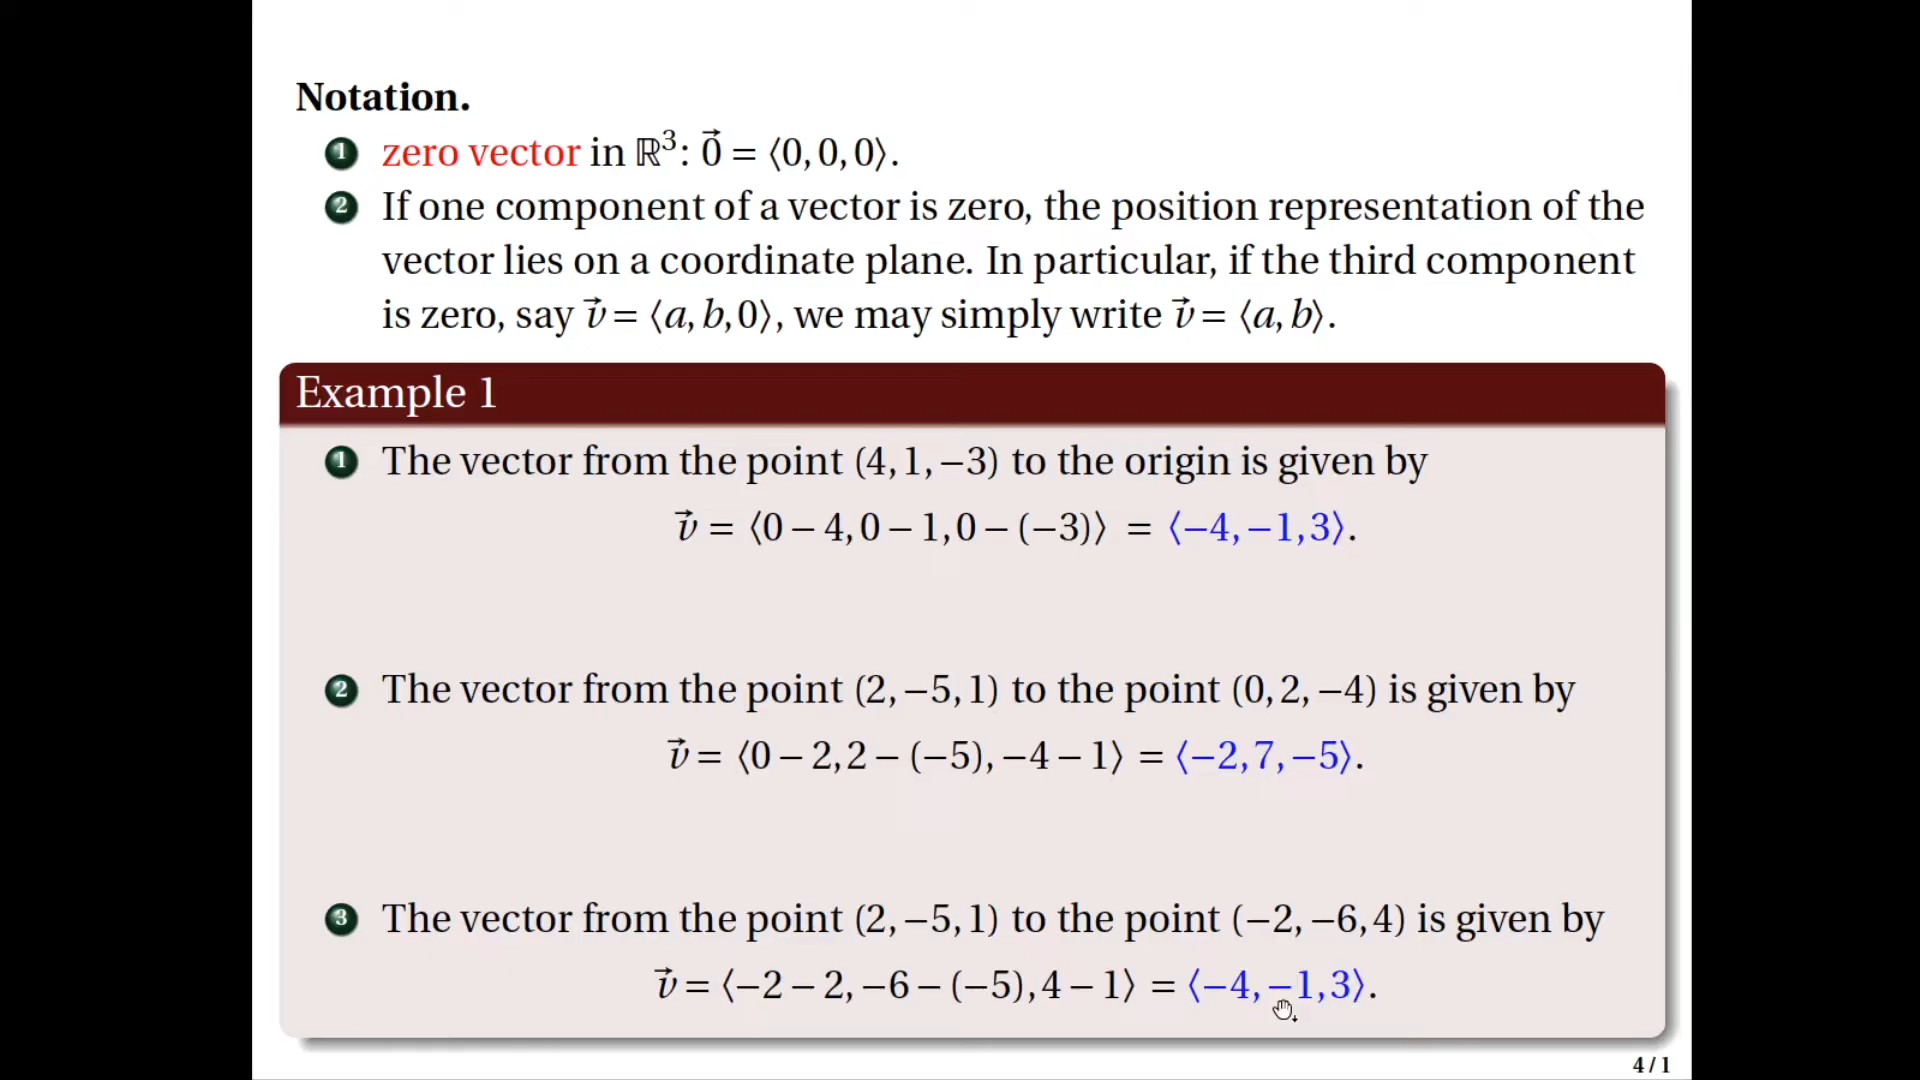 Notation.
1 zero vector in ℝ³: 0⃗ = ⟨0, 0, 0⟩.
2 If one component of a vector is zero, the position representation of the
vector lies on a coordinate plane. In particular, if the third component
is zero, say v⃗ = ⟨a, b, 0⟩, we may simply write v⃗ = ⟨a, b⟩.
Example 1
1 The vector from the point (4, 1, −3) to the origin is given by
v⃗ = ⟨0 − 4, 0 − 1, 0 − (−3)⟩ = ⟨−4, −1, 3⟩.
2 The vector from the point (2, −5, 1) to the point (0, 2, −4) is given by
v⃗ = ⟨0 − 2, 2 − (−5), −4 − 1⟩ = ⟨−2, 7, −5⟩.
3 The vector from the point (2, −5, 1) to the point (−2, −6, 4) is given by
v⃗ = ⟨−2 − 2, −6 − (−5), 4 − 1⟩ = ⟨−4, −1, 3⟩.
4 / 1